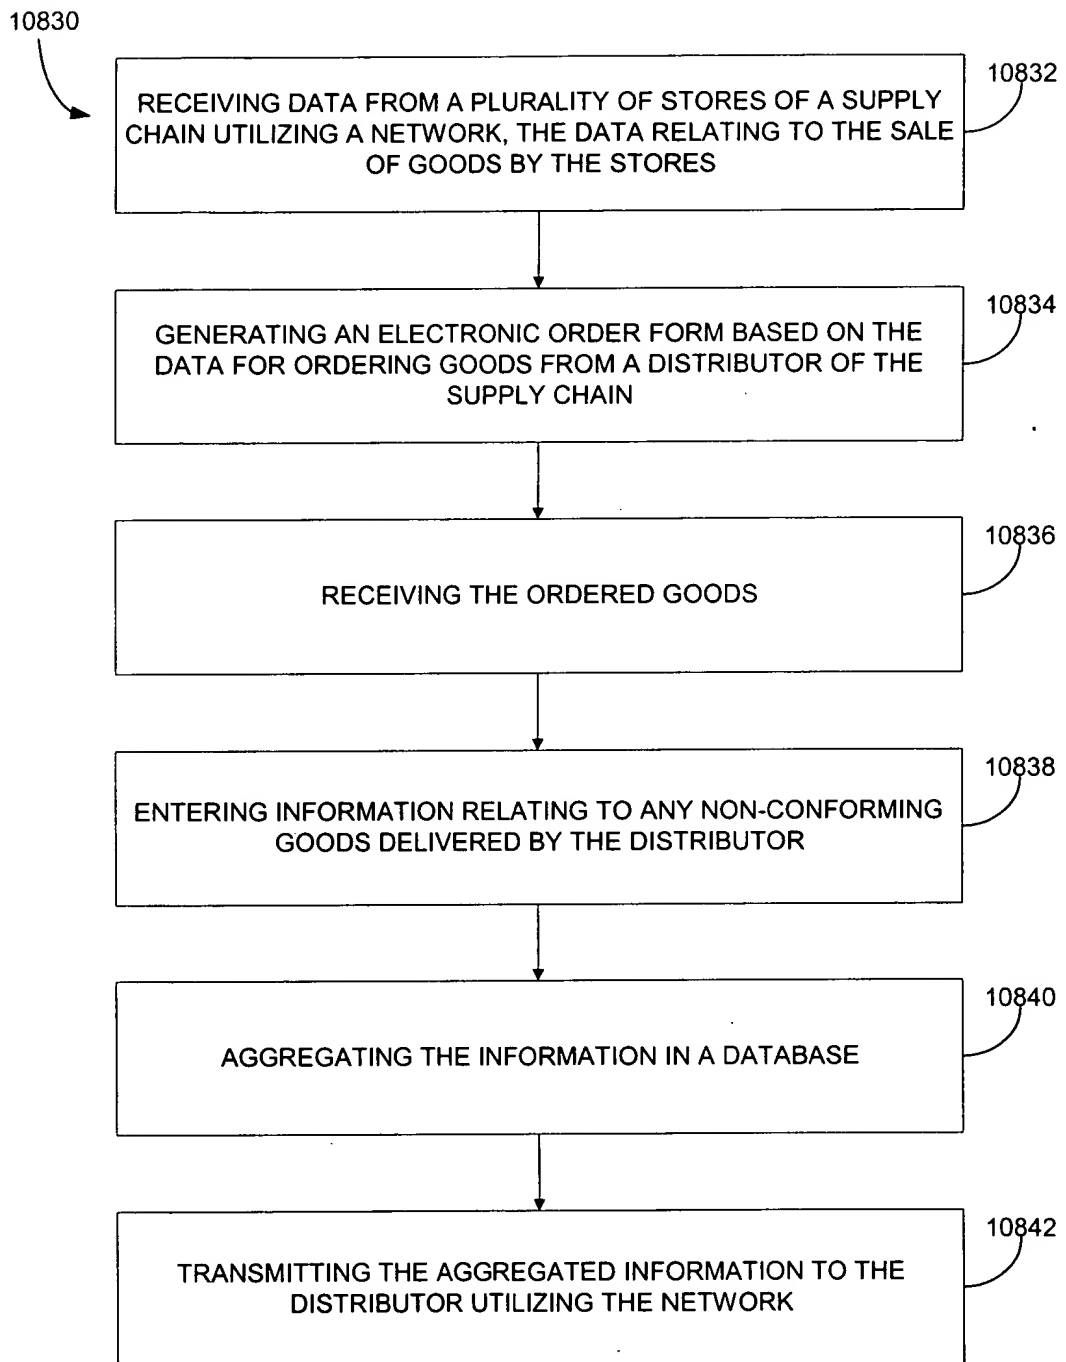 10830
10832
RECEIVING DATA FROM A PLURALITY OF STORES OF A SUPPLY
CHAIN UTILIZING A NETWORK, THE DATA RELATING TO THE SALE
OF GOODS BY THE STORES
10834
GENERATING AN ELECTRONIC ORDER FORM BASED ON THE
DATA FOR ORDERING GOODS FROM A DISTRIBUTOR OF THE
SUPPLY CHAIN
10836
RECEIVING THE ORDERED GOODS
10838
ENTERING INFORMATION RELATING TO ANY NON-CONFORMING
GOODS DELIVERED BY THE DISTRIBUTOR
10840
AGGREGATING THE INFORMATION IN A DATABASE
10842
TRANSMITTING THE AGGREGATED INFORMATION TO THE
DISTRIBUTOR UTILIZING THE NETWORK